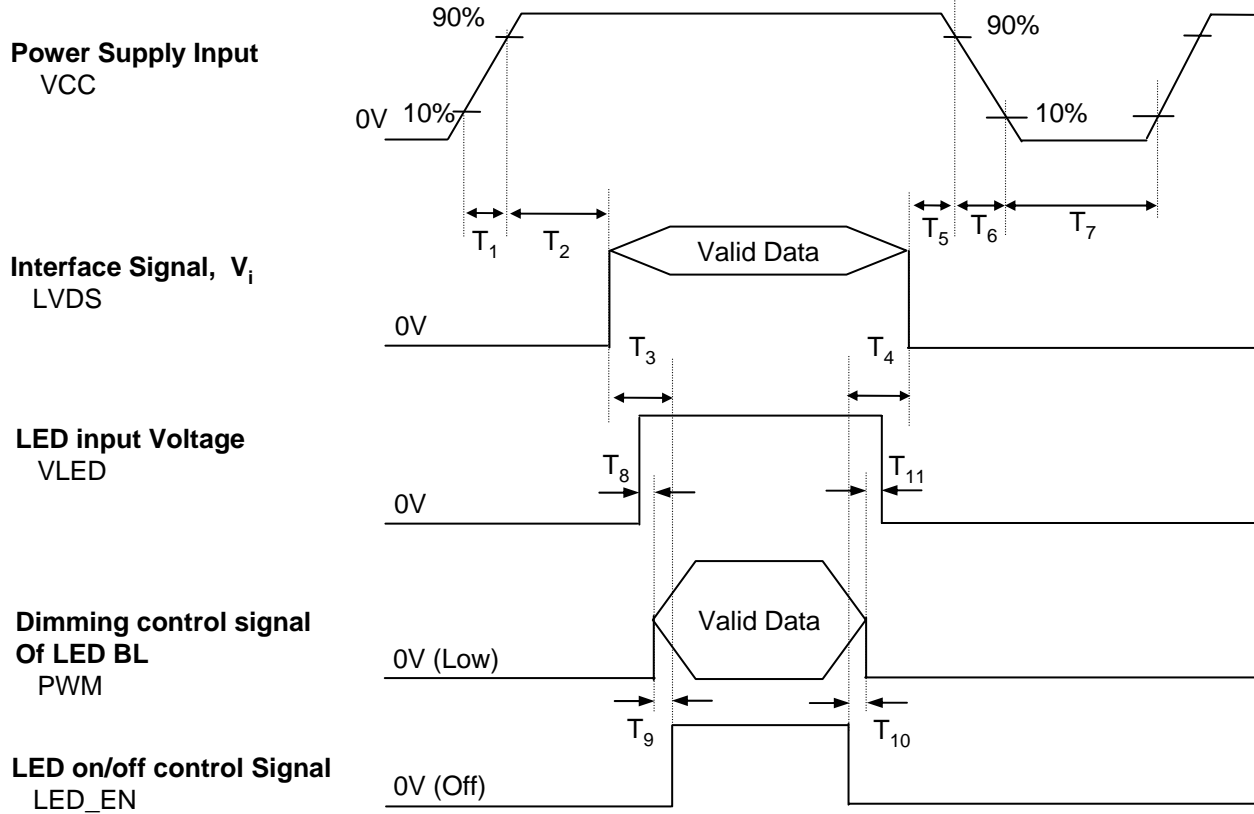 90%
90%
Power Supply Input
VCC
0V 10%
10%
T1
T2
T5
T6
T7
Valid Data
Interface Signal, Vi
LVDS
0V
T3
T4
LED input Voltage
VLED
T8
T11
0V
Dimming control signal
Of LED BL
PWM
Valid Data
0V (Low)
T9
T10
LED on/off control Signal
LED_EN
0V (Off)